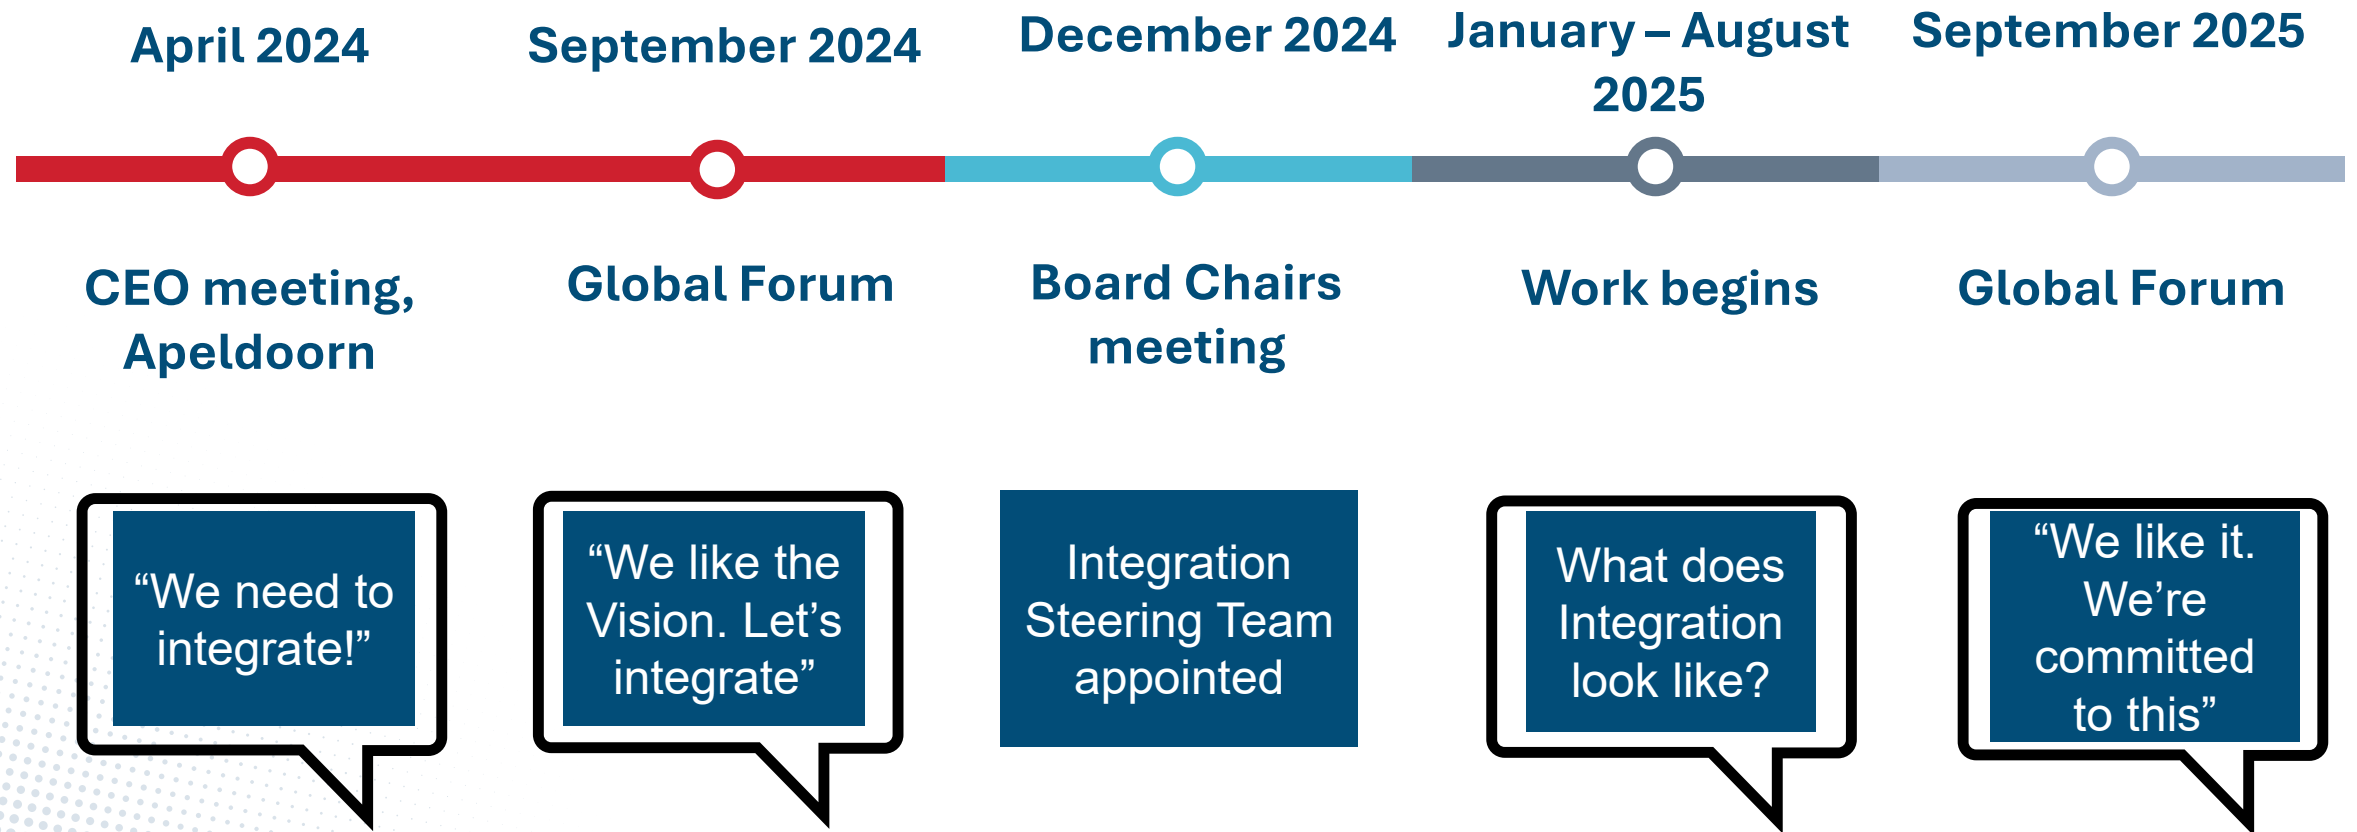 April 2024
September 2024
December 2024
January – August
2025
September 2025
CEO meeting,
Apeldoorn
Global Forum
Board Chairs
meeting
Work begins
Global Forum
“We need to
integrate!”
“We like the
Vision. Let’s
integrate”
Integration
Steering Team
appointed
What does
Integration
look like?
“We like it.
We’re
committed
to this”